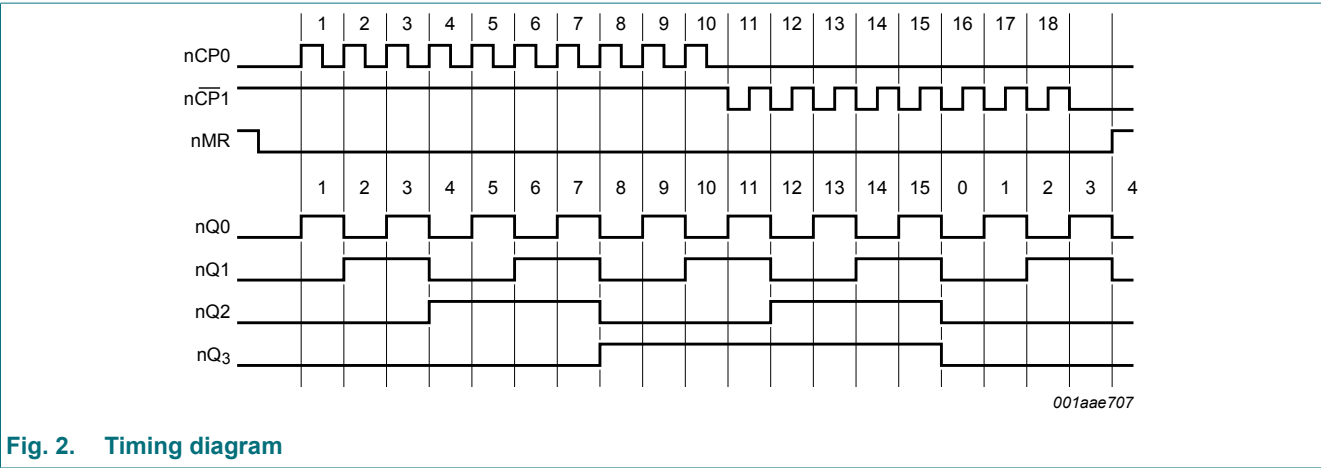 1 2 3 4 5 6 7 8 9 10 11 12 13 14 15 16 17 18
nCP0
nC̅P̅1
nMR
1 2 3 4 5 6 7 8 9 10 11 12 13 14 15 0 1 2 3 4
nQ0
nQ1
nQ2
nQ3
001aae707
Fig. 2. Timing diagram